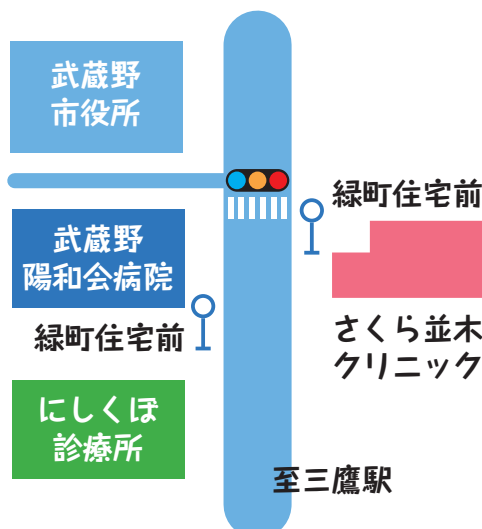 武蔵野
市役所
緑町住宅前
武蔵野
陽和会病院
緑町住宅前
さくら並木
クリニック
にしくぼ
診療所
至三鷹駅